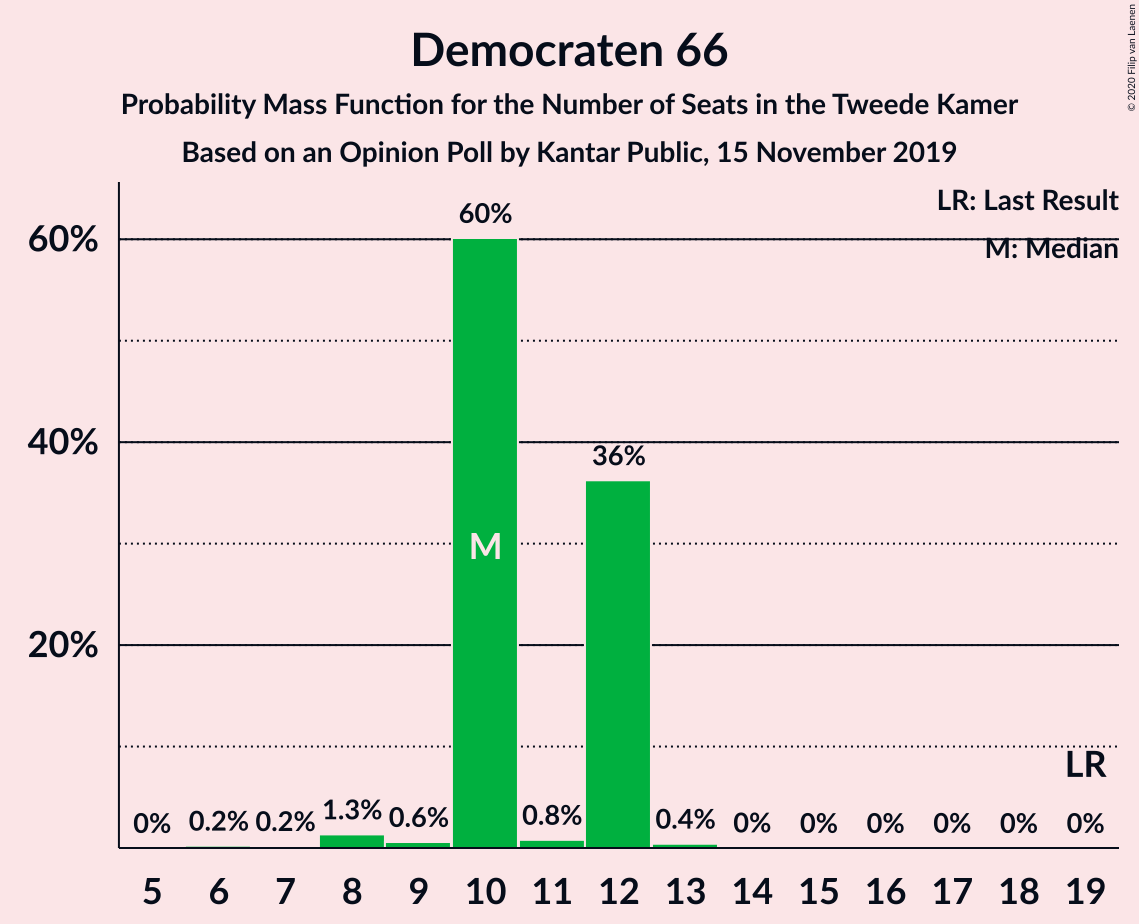 Democraten 66
Probability Mass Function for the Number of Seats in the Tweede Kamer
Based on an Opinion Poll by Kantar Public, 15 November 2019
© 2020 Filip van Laenen
LR: Last Result
M: Median
60%
40%
20%
0% 0.2% 0.2% 1.3% 0.6% 60% 0.8% 36% 0.4% 0% 0% 0% 0% 0% 0%
M
LR
5 6 7 8 9 10 11 12 13 14 15 16 17 18 19